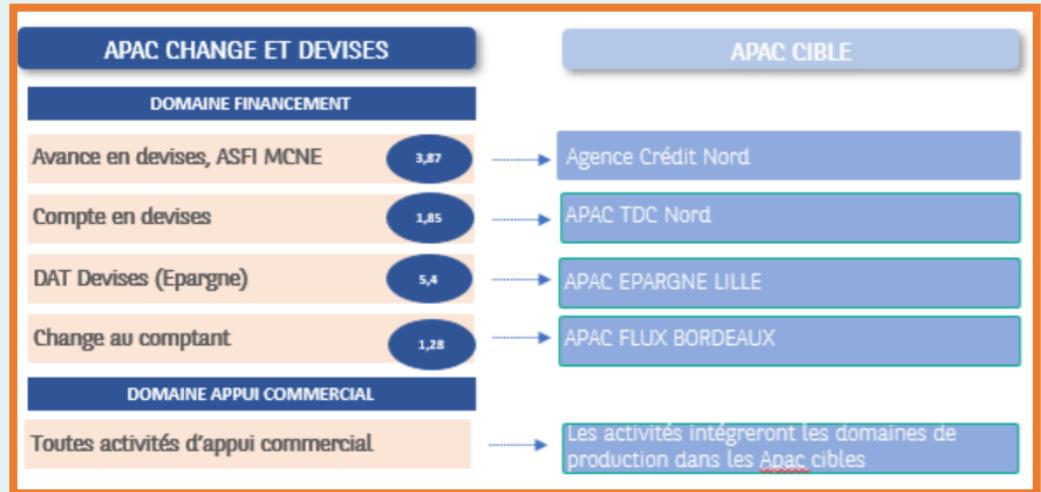 APAC CHANGE ET DEVISES
APAC CIBLE
DOMAINE FINANCEMENT
Avance en devises, ASFI MCNE 3,87 Agence Crédit Nord
Compte en devises 1,85 APAC TDC Nord
DAT Devises (Epargne) 5,4 APAC EPARGNE LILLE
Change au comptant 1,28 APAC FLUX BORDEAUX
DOMAINE APPUI COMMERCIAL
Toutes activités d'appui commercial
Les activités intégreront les domaines de
production dans les Apac cibles